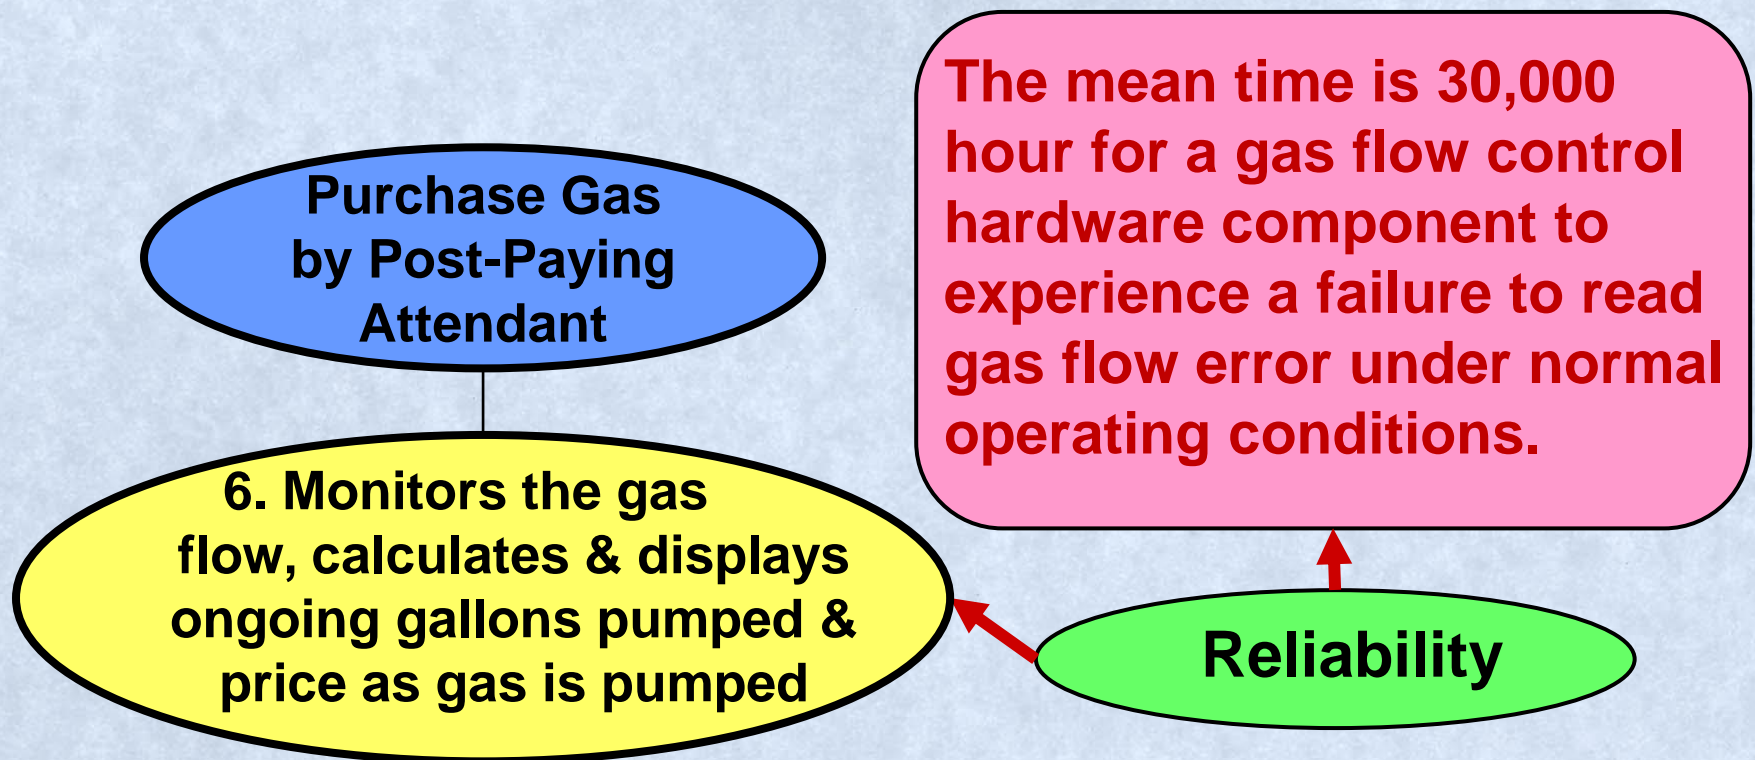 Purchase Gas
by Post-Paying
Attendant
The mean time is 30,000
hour for a gas flow control
hardware component to
experience a failure to read
gas flow error under normal
operating conditions.
6. Monitors the gas
flow, calculates & displays
ongoing gallons pumped &
price as gas is pumped
Reliability